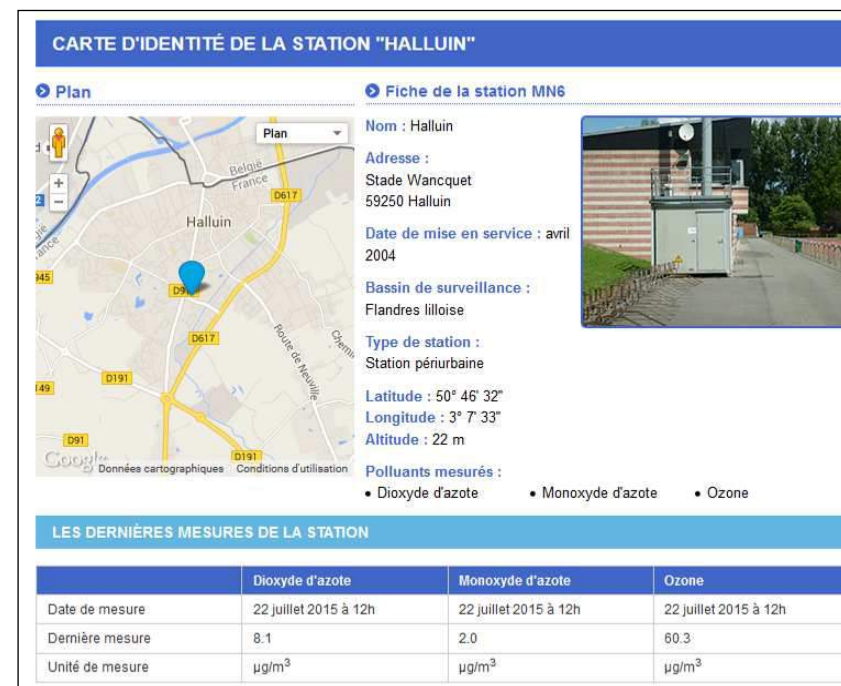 CARTE D'IDENTITÉ DE LA STATION "HALLUIN"
Plan
Plan
België
France
D617
Halluin
D617
Route de Neuville
D191
D91
D191
Google
Données cartographiques Conditions d'utilisation
Fiche de la station MN6
Nom : Halluin
Adresse :
Stade Wancquet
59250 Halluin
Date de mise en service : avril
2004
Bassin de surveillance :
Flandres lilloise
Type de station :
Station périurbaine
Latitude : 50° 46' 32"
Longitude : 3° 7' 33"
Altitude : 22 m
Polluants mesurés :
• Dioxyde d'azote • Monoxyde d'azote • Ozone
LES DERNIÈRES MESURES DE LA STATION
Dioxyde d'azote Monoxyde d'azote Ozone
Date de mesure 22 juillet 2015 à 12h 22 juillet 2015 à 12h 22 juillet 2015 à 12h
Dernière mesure 8.1 2.0 60.3
Unité de mesure µg/m³ µg/m³ µg/m³